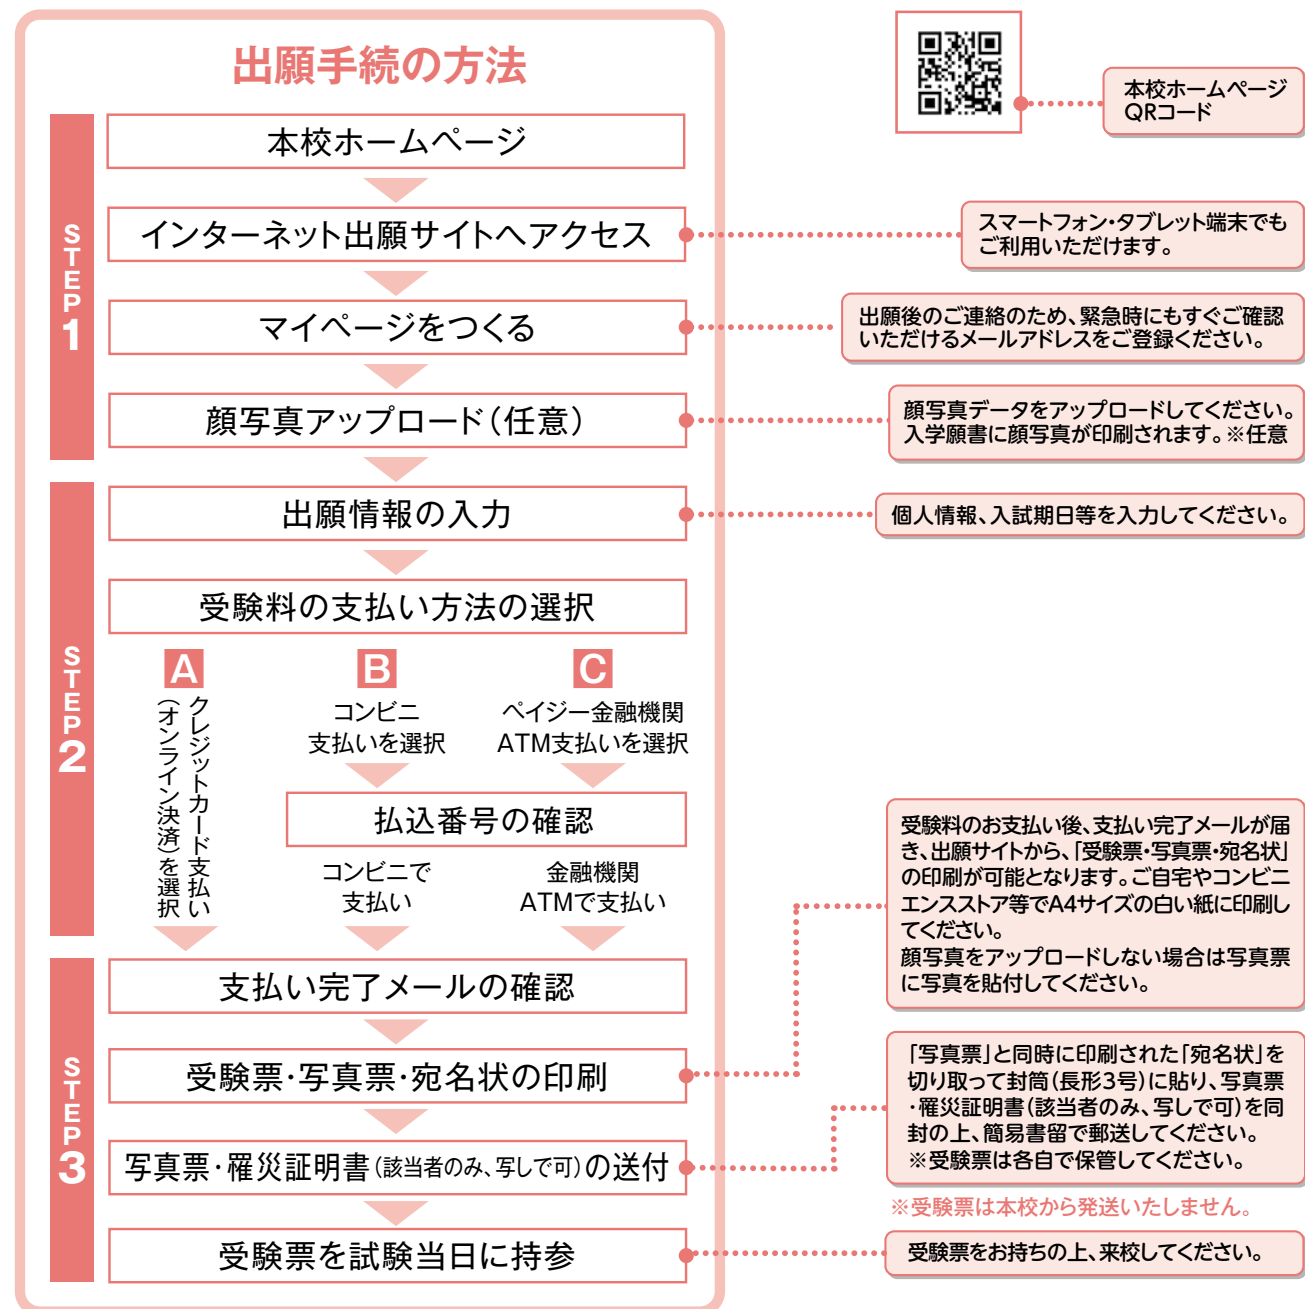 出願手続の方法
本校ホームページ
QRコード
STEP1
本校ホームページ
インターネット出願サイトへアクセス
スマートフォン・タブレット端末でも
ご利用いただけます。
マイページをつくる
出願後のご連絡のため、緊急時にもすぐご確認
いただけるメールアドレスをご登録ください。
顔写真アップロード（任意）
顔写真データをアップロードしてください。
入学願書に顔写真が印刷されます。※任意
STEP2
出願情報の入力
個人情報、入試期日等を入力してください。
受験料の支払い方法の選択
A
クレジットカード支払い
（オンライン決済）を選択
B
コンビニ
支払いを選択
C
ペイジー金融機関
ATM支払いを選択
払込番号の確認
コンビニで
支払い
金融機関
ATMで支払い
STEP3
支払い完了メールの確認
受験票・写真票・宛名状の印刷
受験料のお支払い後、支払い完了メールが届
き、出願サイトから、「受験票・写真票・宛名状」
の印刷が可能となります。ご自宅やコンビニ
エンスストア等でA4サイズの白い紙に印刷し
てください。
顔写真をアップロードしない場合は写真票
に写真を貼付してください。
写真票・罹災証明書（該当者のみ、写しで可）の送付
「写真票」と同時に印刷された「宛名状」を
切り取って封筒（長形3号）に貼り、写真票
・罹災証明書（該当者のみ、写しで可）を同
封の上、簡易書留で郵送してください。
※受験票は各自で保管してください。
※受験票は本校から発送いたしません。
受験票を試験当日に持参
受験票をお持ちの上、来校してください。